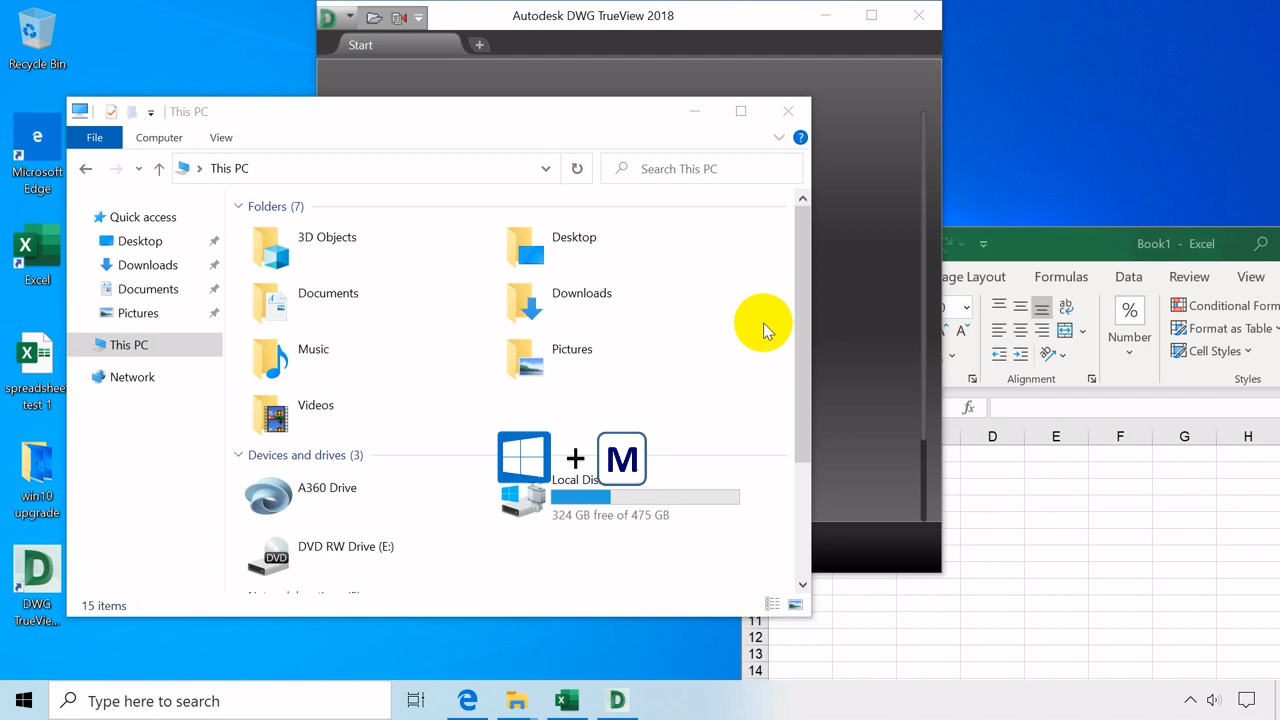 Autodesk DWG TrueView 2018
Start
Recycle Bin
Microsoft
Edge
Excel
spreadsheet
test 1
win10
upgrade
DWG
TrueVie...
This PC
File
Computer
View
This PC
Search This PC
Quick access
Desktop
Downloads
Documents
Pictures
This PC
Network
Folders (7)
3D Objects
Desktop
Documents
Downloads
Music
Pictures
Videos
Devices and drives (3)
A360 Drive
Local Dis
324 GB free of 475 GB
DVD RW Drive (E:)
DVD
15 items
+ M
Book1 - Excel
age Layout
Formulas
Data
Review
View
Conditional Form
Format as Table
Cell Styles
%
Number
Alignment
Styles
fx
D E F G H
11
12
13
14
Type here to search